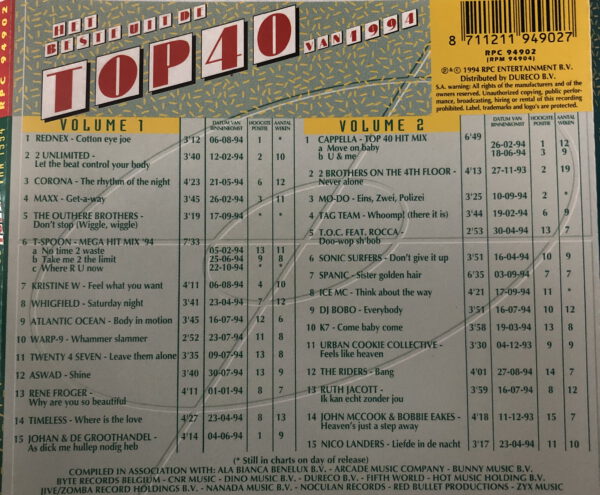 RPC 94902
HET
BESTE UIT DE
TOP 40
VAN 1994
8 711211 949027
RPC 94902
[RPM 94904]
℗ & © 1994 RPC ENTERTAINMENT B.V.
Distributed by DURECO B.V.
S.A. warning: All rights of the manufacturers and of the
owners reserved. Unauthorized copying, public perfor-
mance, broadcasting, hiring or rental of this recording
prohibited. Label, trademarks and logo's are protected.
VOLUME 1
DATUM VAN BINNENKOMST HOOGSTE POSITIE AANTAL WEKEN
1 REDNEX - Cotton eye joe 3'12 06-08-94 1 *
2 2 UNLIMITED -
Let the beat control your body 3'40 12-02-94 2 10
3 CORONA - The rhythm of the night 4'23 21-05-94 6 12
4 MAXX - Get-a-way 3'45 26-02-94 3 11
5 THE OUTHERE BROTHERS -
Don't stop (Wiggle, wiggle) 3'19 17-09-94 * *
6 T-SPOON - MEGA HIT MIX '94 7'33
a No time 2 waste 05-02-94 13 11
b Take me 2 the limit 25-06-94 9 8
c Where R U now 22-10-94 * *
7 KRISTINE W - Feel what you want 4'11 06-08-94 4 10
8 WHIGFIELD - Saturday night 3'41 23-04-94 7 12
9 ATLANTIC OCEAN - Body in motion 3'45 16-07-94 12 6
10 WARP-9 - Whammer slammer 2'52 23-07-94 11 8
11 TWENTY 4 SEVEN - Leave them alone 3'35 09-07-94 13 8
12 ASWAD - Shine 3'40 30-07-94 13 9
13 RENE FROGER -
Why are you so beautiful 4'11 01-01-94 8 7
14 TIMELESS - Where is the love 4'27 23-04-94 8 13
15 JOHAN & DE GROOTHANDEL -
As dick me hullep nodig heb 4'14 04-06-94 1 9
VOLUME 2
DATUM VAN BINNENKOMST HOOGSTE POSITIE AANTAL WEKEN
1 CAPPELLA - TOP 40 HIT MIX 6'49
a Move on baby 26-02-94 1 12
b U & me 18-06-94 3 9
2 2 BROTHERS ON THE 4TH FLOOR -
Never alone 4'13 27-11-93 2 19
3 MO-DO - Eins, Zwei, Polizei 3'25 10-09-94 2 *
4 TAG TEAM - Whoomp! (there it is) 3'44 19-02-94 6 9
5 T.O.C. FEAT. ROCCA -
Doo-wop sh'bob 2'53 30-04-94 13 7
6 SONIC SURFERS - Don't give it up 3'51 16-04-94 10 9
7 SPANIC - Sister golden hair 6'35 03-09-94 7 7
8 ICE MC - Think about the way 4'21 17-09-94 11 *
9 DJ BOBO - Everybody 3'51 16-07-94 10 12
10 K7 - Come baby come 3'58 19-03-94 13 8
11 URBAN COOKIE COLLECTIVE -
Feels like heaven 3'30 04-12-93 9 9
12 THE RIDERS - Bang 4'01 27-08-94 14 7
13 RUTH JACOTT -
Ik kan echt zonder jou 3'59 16-07-94 8 12
14 JOHN MCCOOK & BOBBIE EAKES -
Heaven's just a step away 4'18 11-12-93 15 7
15 NICO LANDERS - Liefde in de nacht 3'17 23-04-94 11 10
(* Still in charts on day of release)
COMPILED IN ASSOCIATION WITH: ALA BIANCA BENELUX B.V. - ARCADE MUSIC COMPANY - BUNNY MUSIC B.V.
BYTE RECORDS BELGIUM - CNR MUSIC - DINO MUSIC B.V. - DURECO B.V. - FIFTH WORLD - HOT MUSIC HOLDING B.V.
JIVE/ZOMBA RECORD HOLDINGS B.V. - NANADA MUSIC B.V. - NOCULAN RECORDS - RED BULLET PRODUCTIONS - ZYX MUSIC